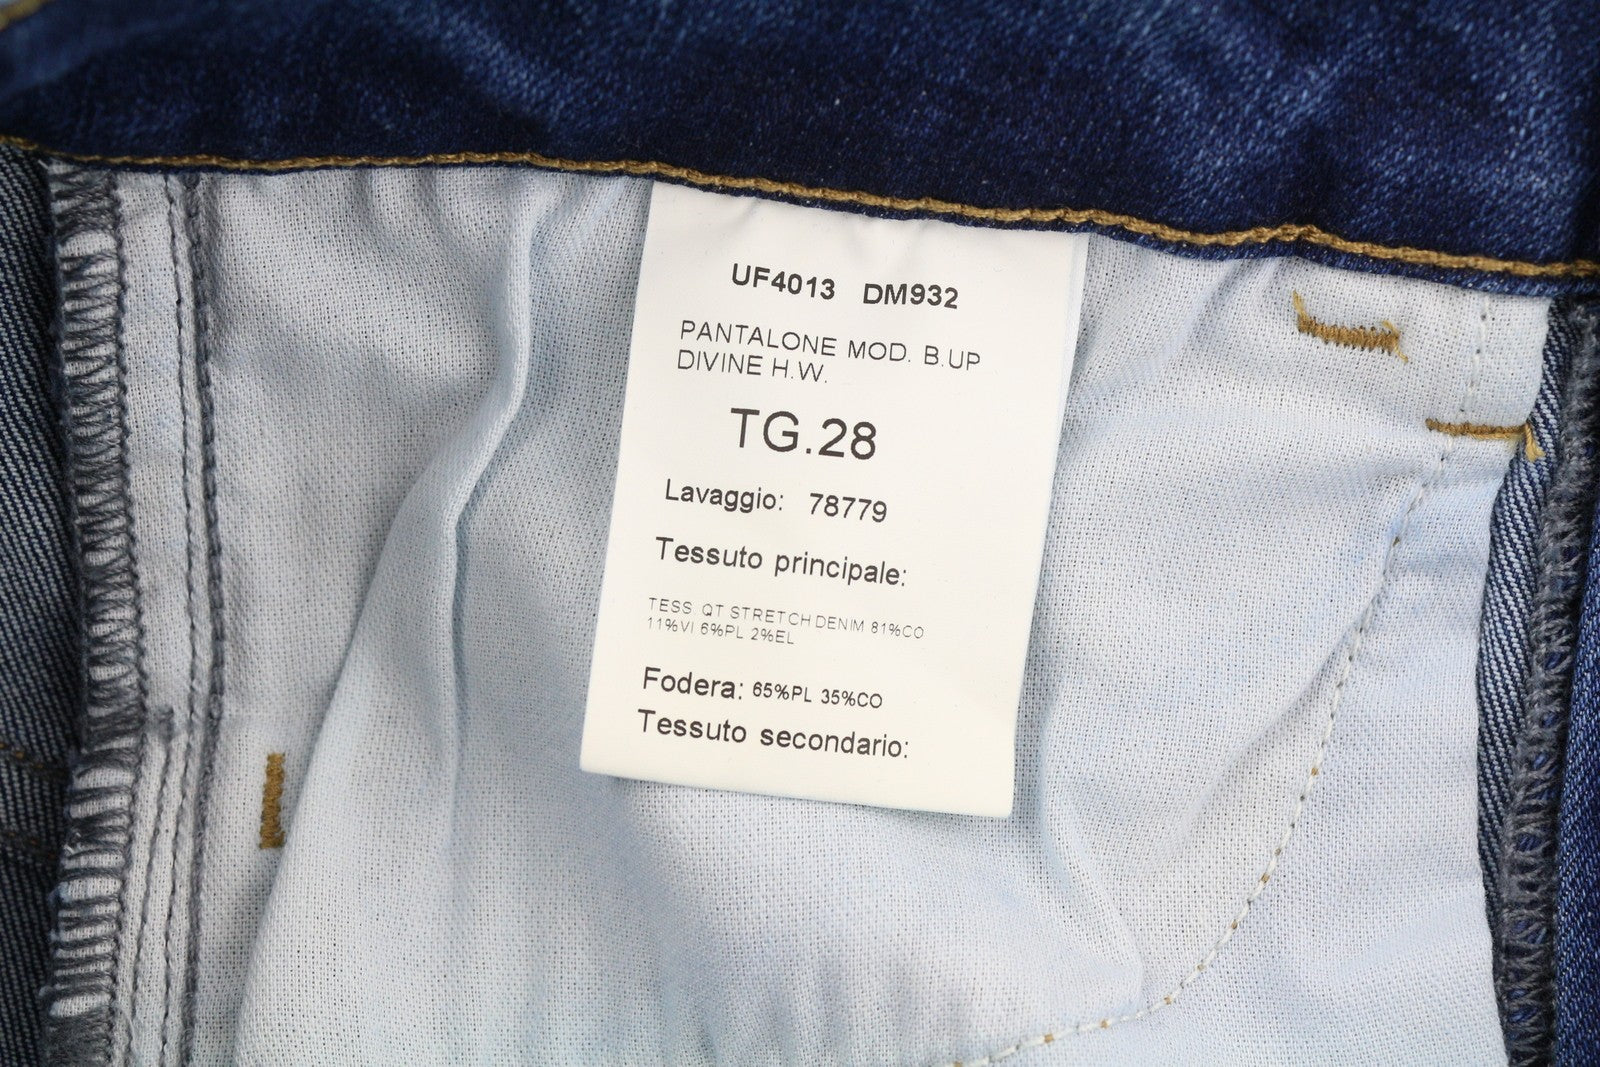 UF4013 DM932
PANTALONE MOD. B.UP
DIVINE H.W.
TG.28
Lavaggio: 78779
Tessuto principale:
TESS QT STRETCH DENIM 81%CO
11%VI 6%PL 2%EL
Fodera: 65%PL 35%CO
Tessuto secondario: